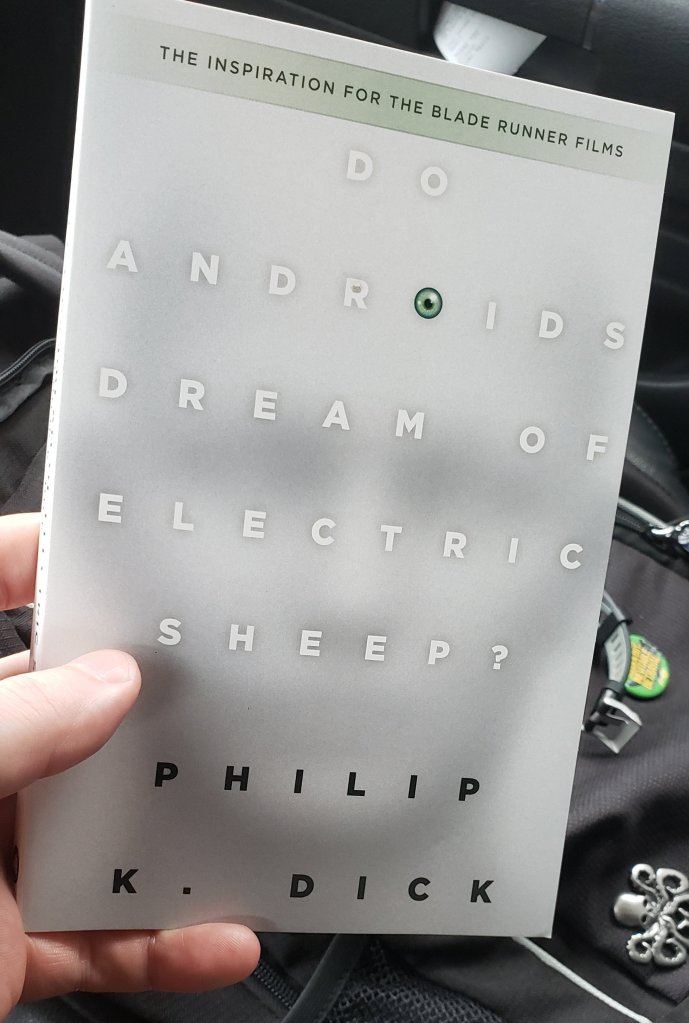 THE INSPIRATION FOR THE BLADE RUNNER FILMS
DO
ANDROIDS
DREAM OF
ELECTRIC
SHEEP?
PHILIP
K. DICK